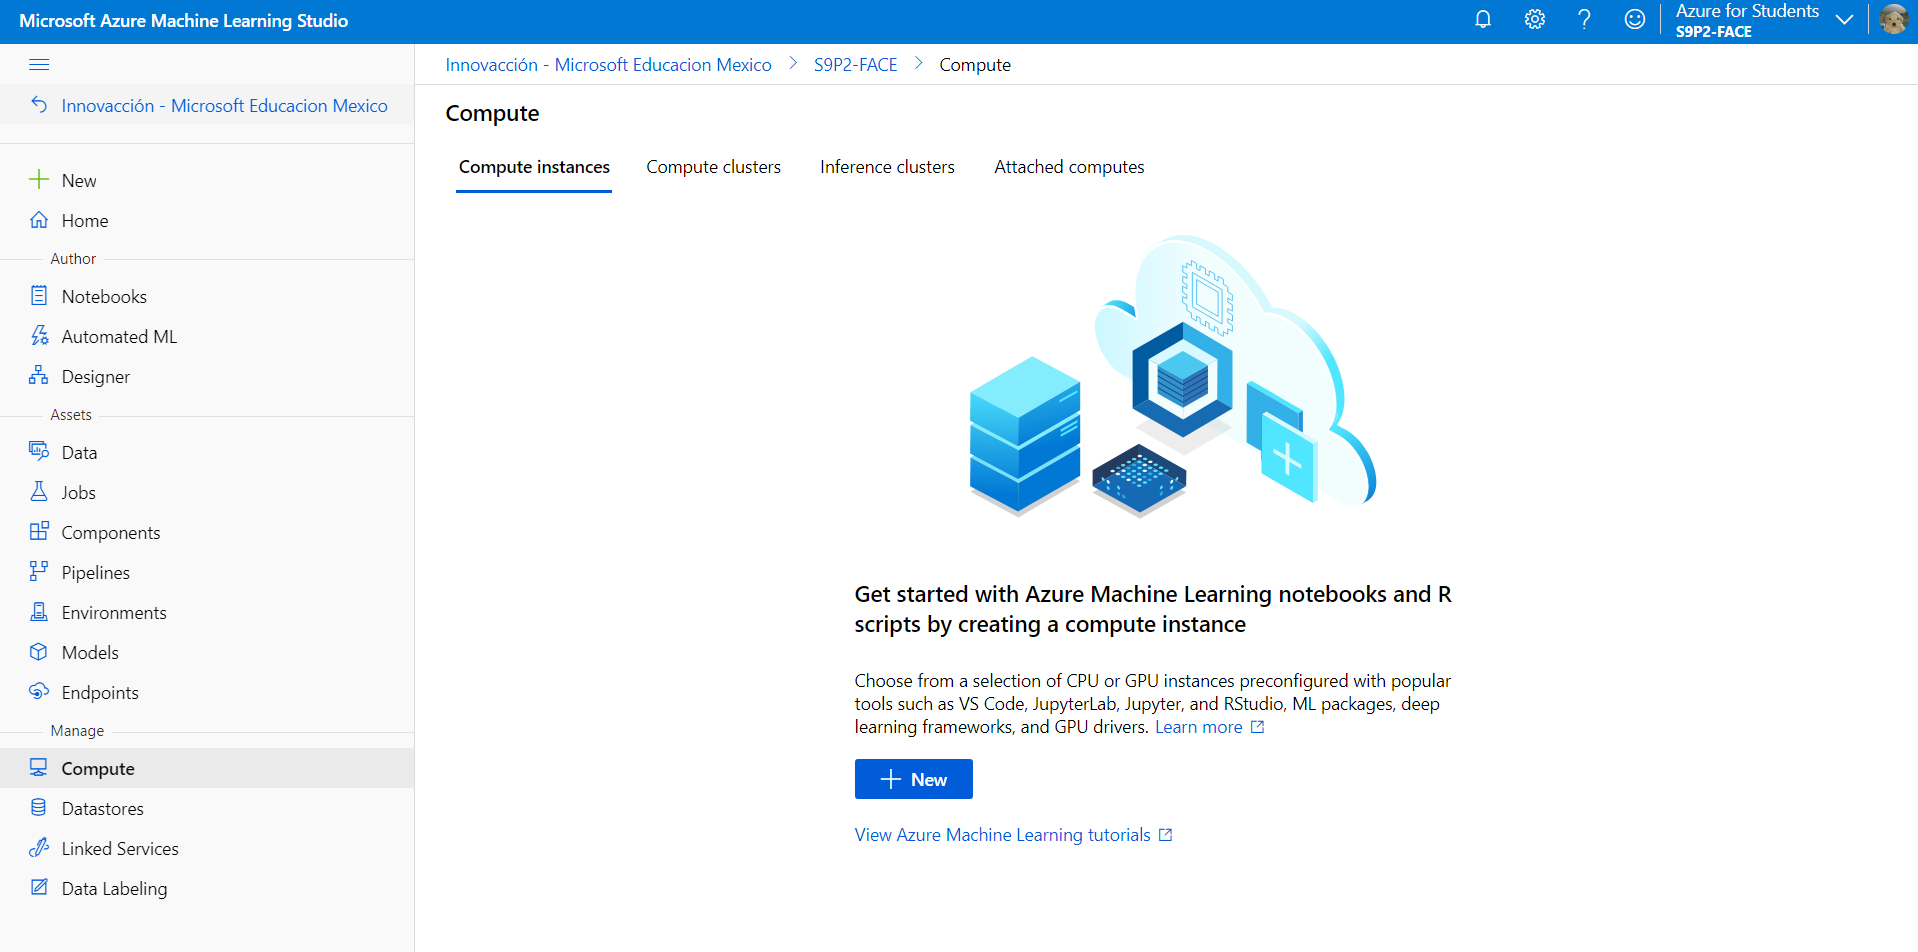 Microsoft Azure Machine Learning Studio
Azure for Students
S9P2-FACE
Innovacción - Microsoft Educacion Mexico
New
Home
Author
Notebooks
Automated ML
Designer
Assets
Data
Jobs
Components
Pipelines
Environments
Models
Endpoints
Manage
Compute
Datastores
Linked Services
Data Labeling
Innovacción - Microsoft Educacion Mexico > S9P2-FACE > Compute
Compute
Compute instances Compute clusters Inference clusters Attached computes
Get started with Azure Machine Learning notebooks and R
scripts by creating a compute instance
Choose from a selection of CPU or GPU instances preconfigured with popular
tools such as VS Code, JupyterLab, Jupyter, and RStudio, ML packages, deep
learning frameworks, and GPU drivers. Learn more
New
View Azure Machine Learning tutorials